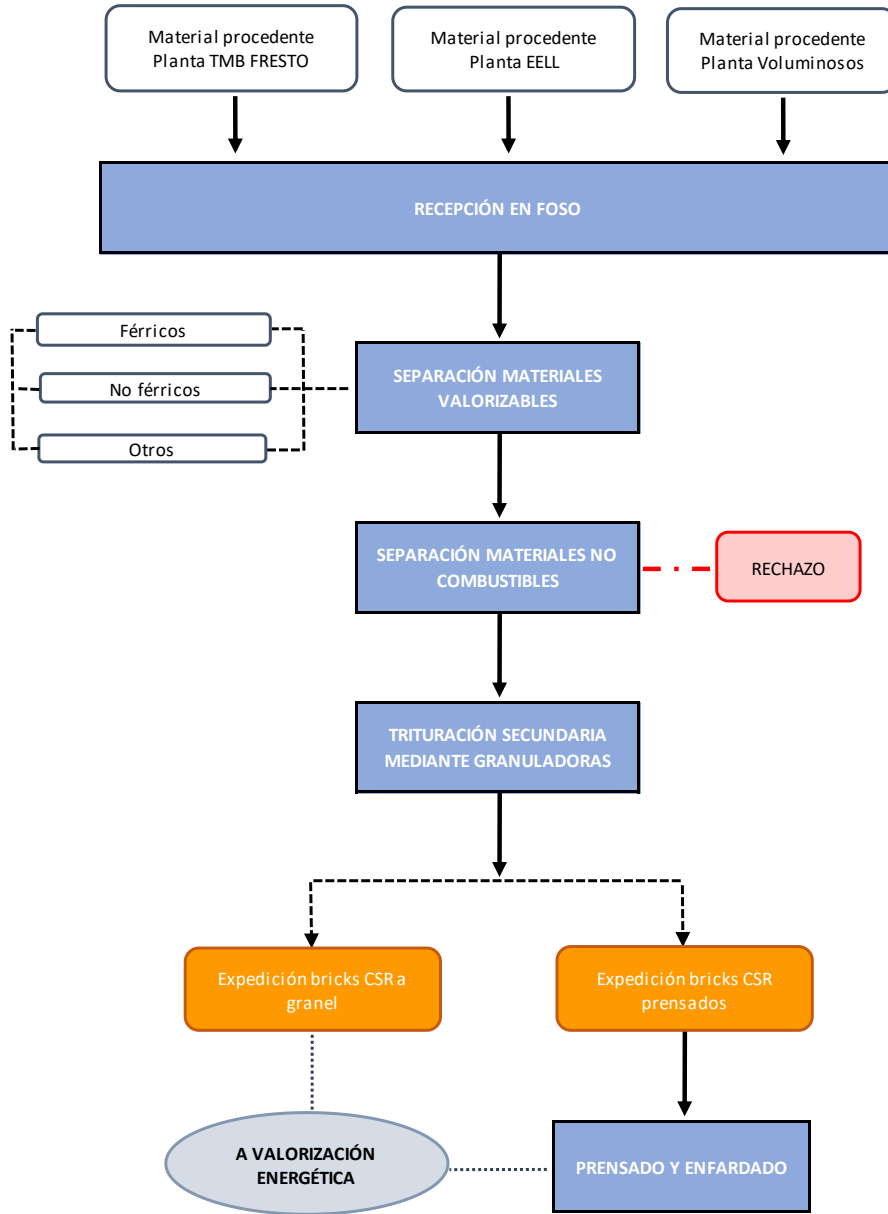 Material procedente
Planta TMB FRESTO
Material procedente
Planta EELL
Material procedente
Planta Voluminosos
RECEPCIÓN EN FOSO
Férricos
No férricos
Otros
SEPARACIÓN MATERIALES
VALORIZABLES
SEPARACIÓN MATERIALES NO
COMBUSTIBLES
RECHAZO
TRITURACIÓN SECUNDARIA
MEDIANTE GRANULADORAS
Expedición bricks CSR a
granel
Expedición bricks CSR
prensados
A VALORIZACIÓN
ENERGÉTICA
PRENSADO Y ENFARDADO